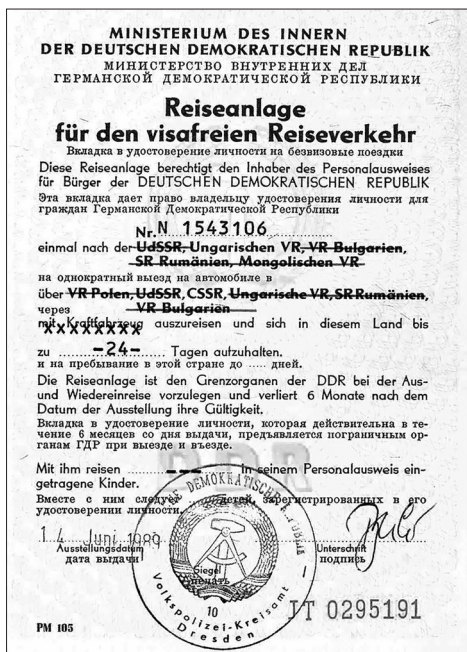 MINISTERIUM DES INNERN
DER DEUTSCHEN DEMOKRATISCHEN REPUBLIK
МИНИСТЕРСТВО ВНУТРЕННИХ ДЕЛ
ГЕРМАНСКОЙ ДЕМОКРАТИЧЕСКОЙ РЕСПУБЛИКИ
Reiseanlage
für den visafreien Reiseverkehr
Вкладка в удостоверение личности на безвизовые поездки
Diese Reiseanlage berechtigt den Inhaber des Personalausweises
für Bürger der DEUTSCHEN DEMOKRATISCHEN REPUBLIK
Эта вкладка дает право владельцу удостоверения личности для
граждан Германской Демократической Республики
Nr. N 1543106
einmal nach der UdSSR, Ungarischen VR, VR Bulgarien,
SR Rumänien, Mongolischen VR
на однократный выезд на автомобиле в
über VR Polen, UdSSR, CSSR, Ungarische VR, SR Rumänien,
через VR Bulgarien
mit Kraftfahrzeug auszureisen und sich in diesem Land bis
xxxxxxxx
zu -24- Tagen aufzuhalten.
и на пребывание в этой стране до ..... дней.
Die Reiseanlage ist den Grenzorganen der DDR bei der Aus-
und Wiedereinreise vorzulegen und verliert 6 Monate nach dem
Datum der Ausstellung ihre Gültigkeit.
Вкладка в удостоверение личности, которая действительна в те-
чение 6 месяцев со дня выдачи, предъявляется пограничным ор-
ганам ГДР при выезде и въезде.
DDR
Mit ihm reisen --- in seinem Personalausweis ein-
getragene Kinder.
Вместе с ним следует ..... детей, зарегистрированных в его
удостоверении личности.
14. Juni 1989
Ausstellungsdatum
дата выдачи
Siegel
печать
Unterschrift
подпись
DEMOKRATISCHE
10
Volkspolizei-Kreisamt
Dresden
JT 0295191
PM 105